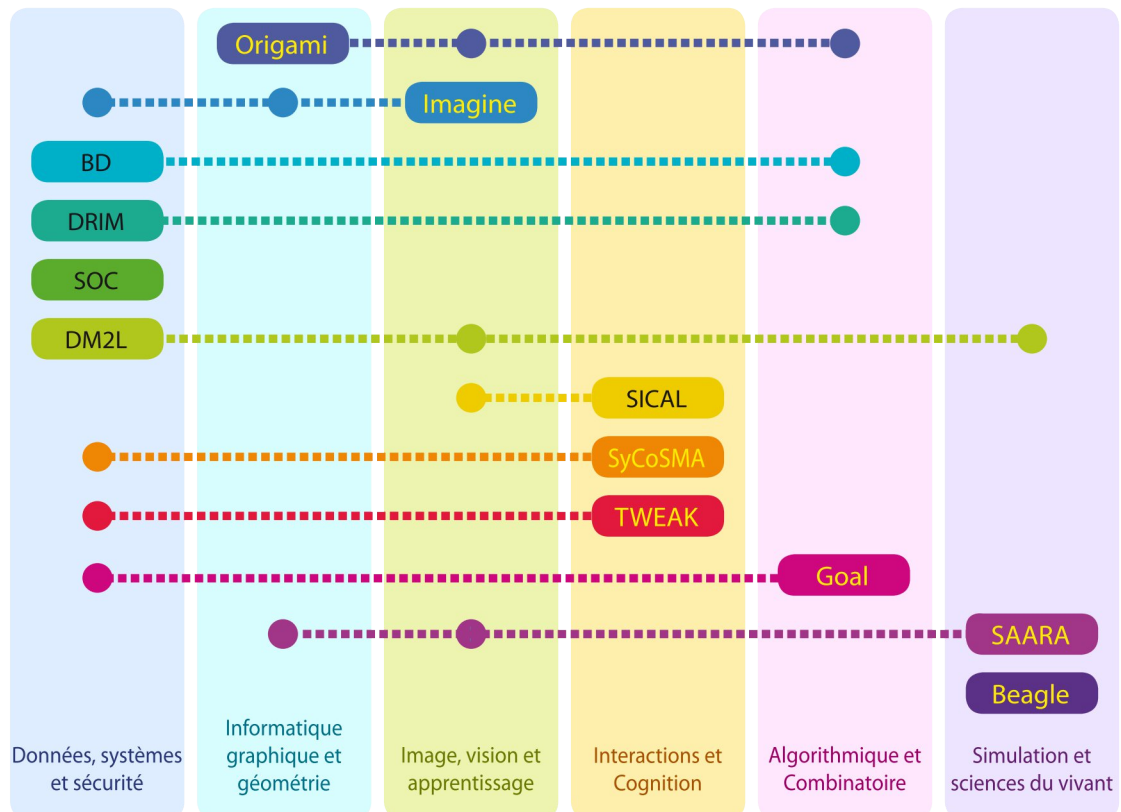 Origami
Imagine
BD
DRIM
SOC
DM2L
SICAL
SyCoSMA
TWEAK
Goal
SAARA
Beagle
Données, systèmes
et sécurité
Informatique
graphique et
géométrie
Image, vision et
apprentissage
Interactions et
Cognition
Algorithmique et
Combinatoire
Simulation et
sciences du vivant